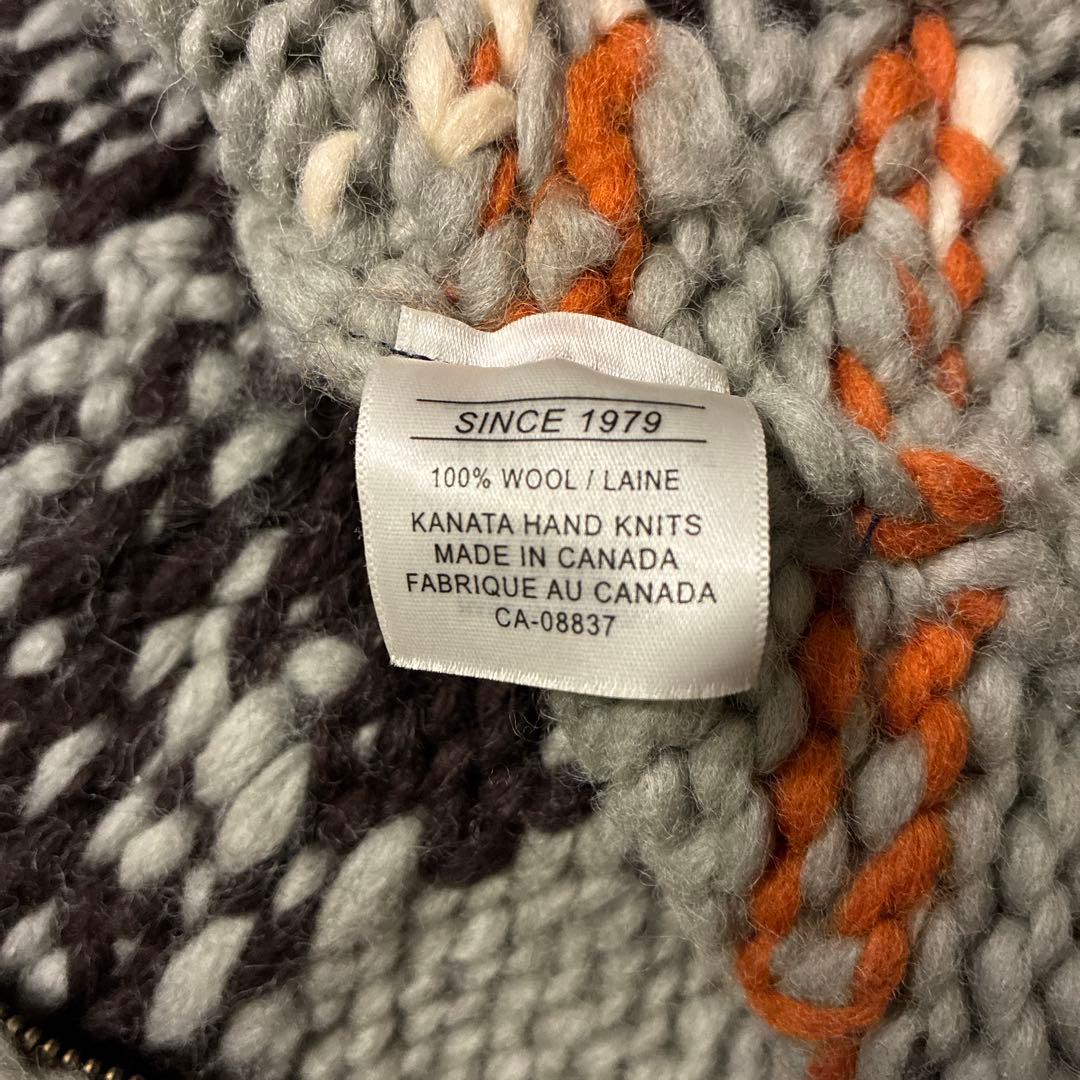 SINCE 1979
100% WOOL / LAINE
KANATA HAND KNITS
MADE IN CANADA
FABRIQUE AU CANADA
CA-08837